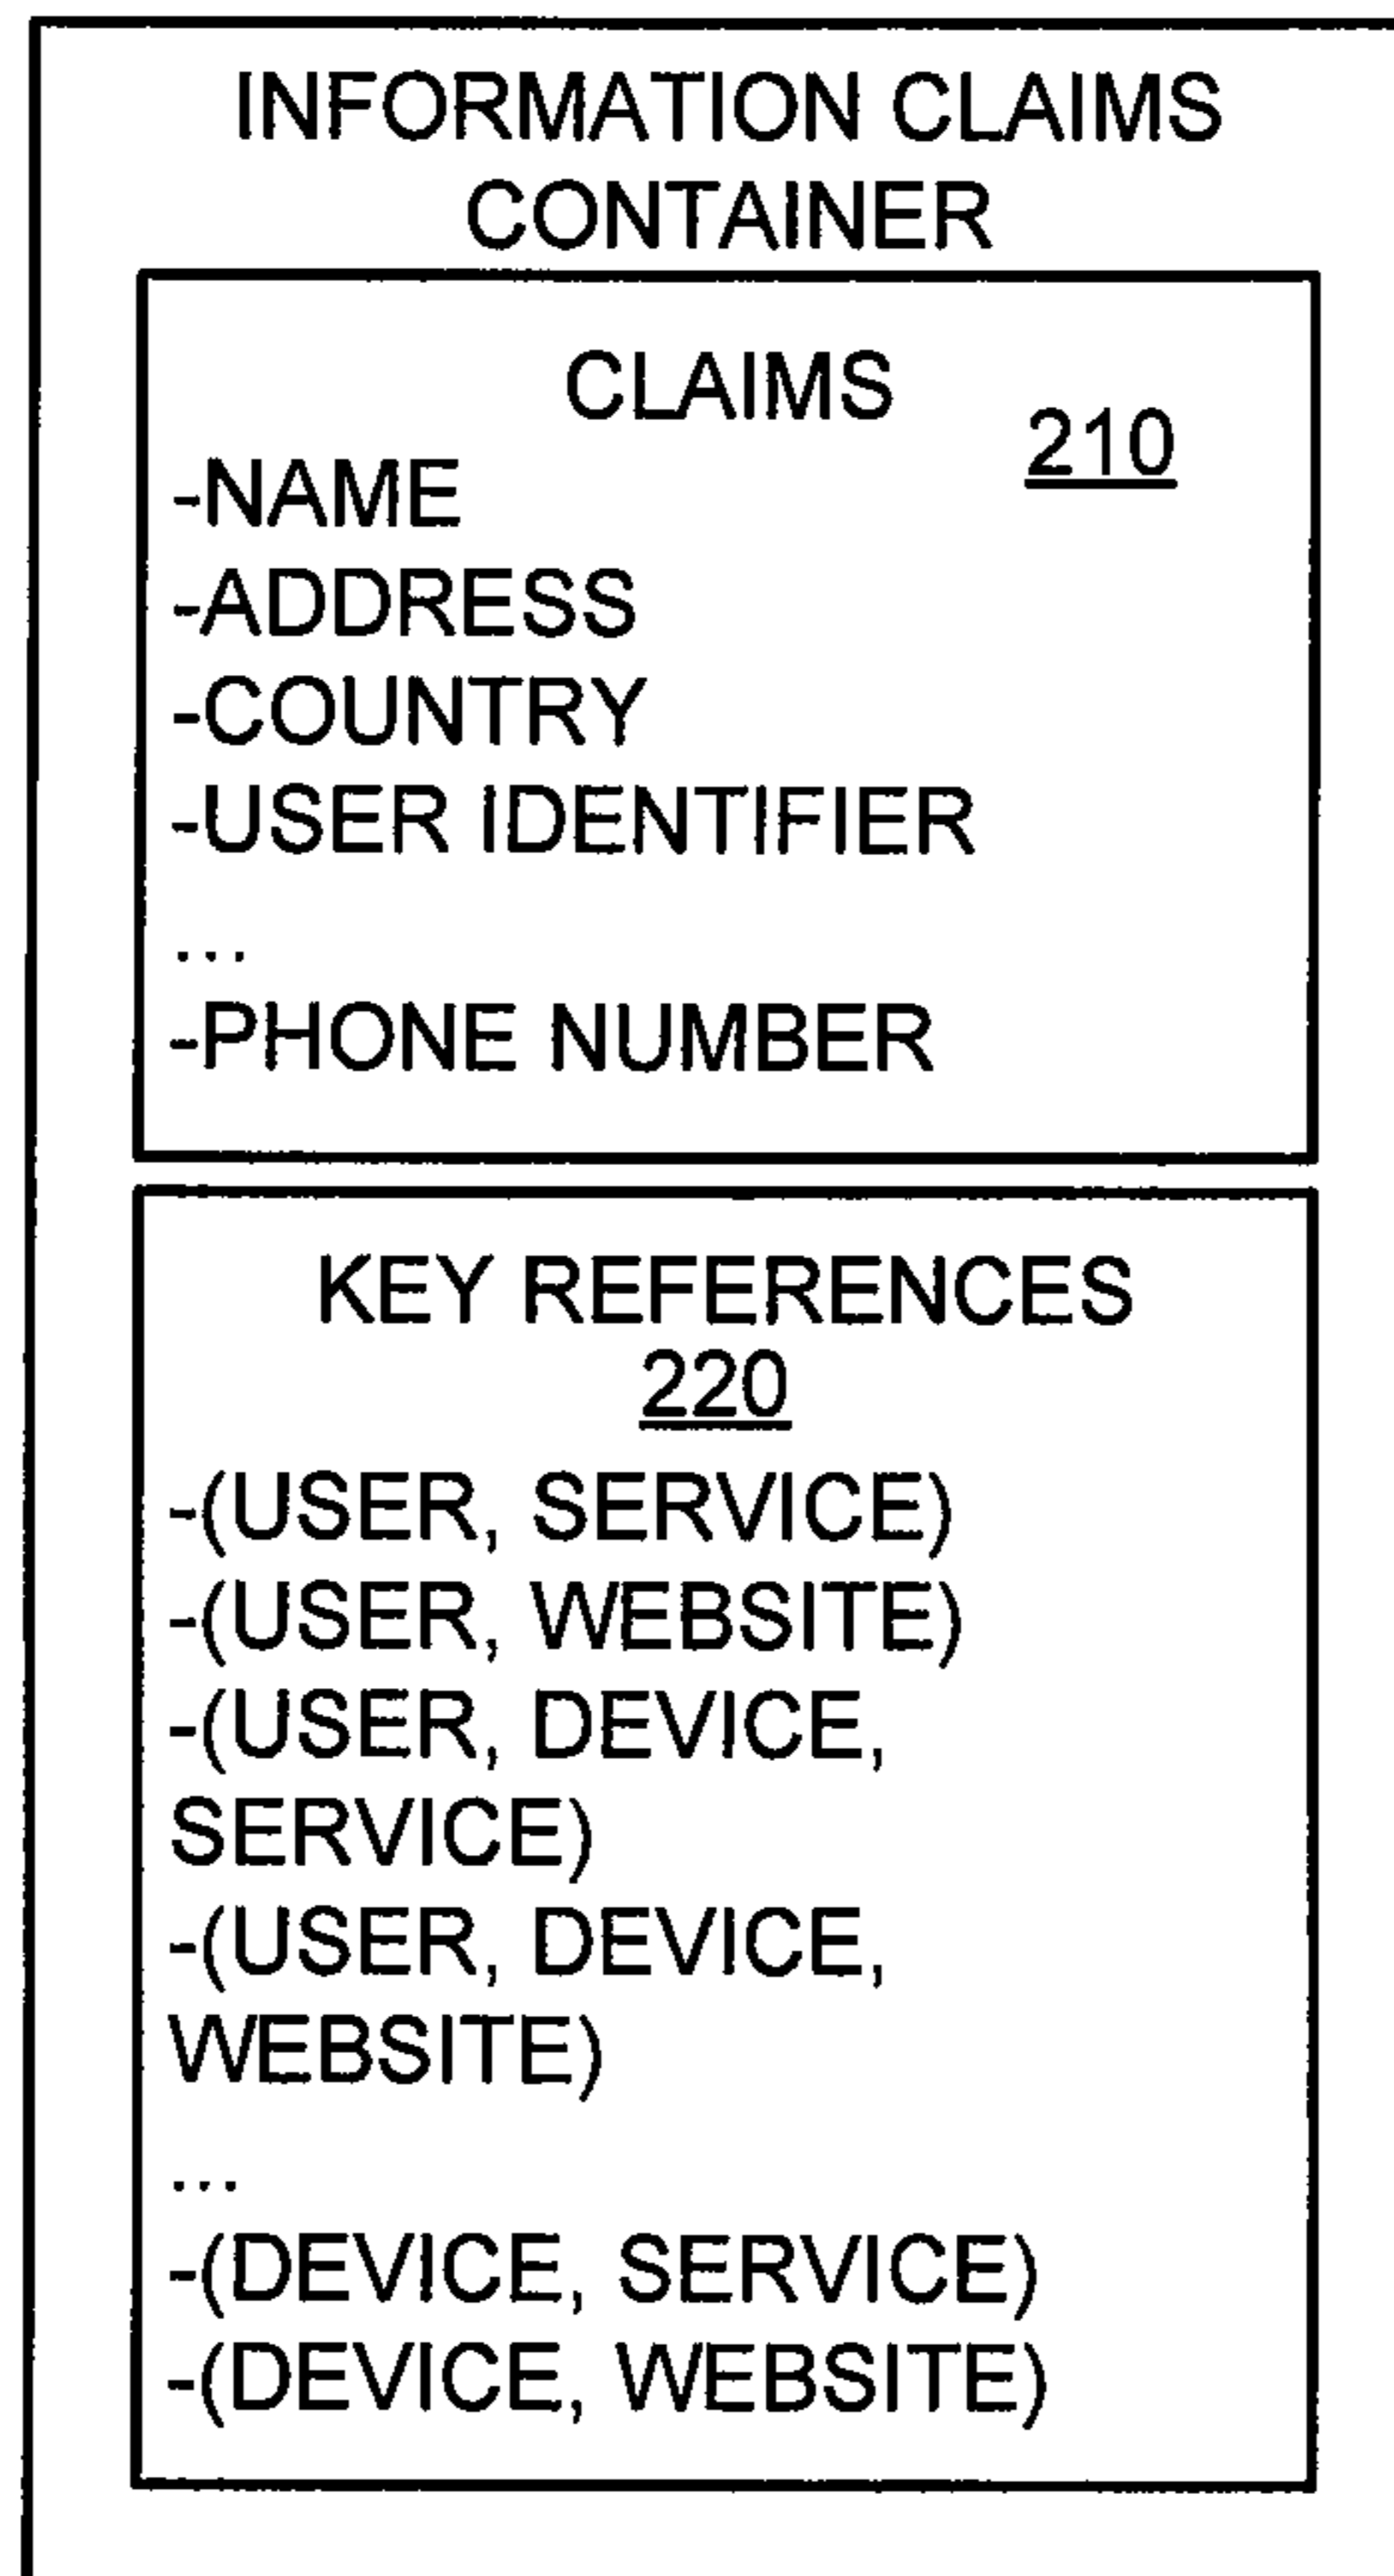 INFORMATION CLAIMS
CONTAINER
CLAIMS
210
-NAME
-ADDRESS
-COUNTRY
-USER IDENTIFIER
...
-PHONE NUMBER
KEY REFERENCES
220
-(USER, SERVICE)
-(USER, WEBSITE)
-(USER, DEVICE,
SERVICE)
-(USER, DEVICE,
WEBSITE)
...
-(DEVICE, SERVICE)
-(DEVICE, WEBSITE)